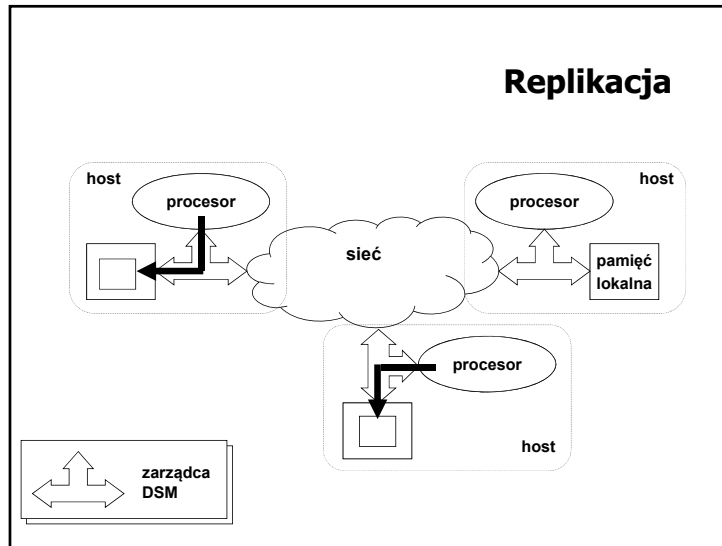 Replikacja
host
procesor
sieć
procesor
host
pamięć
lokalna
procesor
host
zarządca
DSM